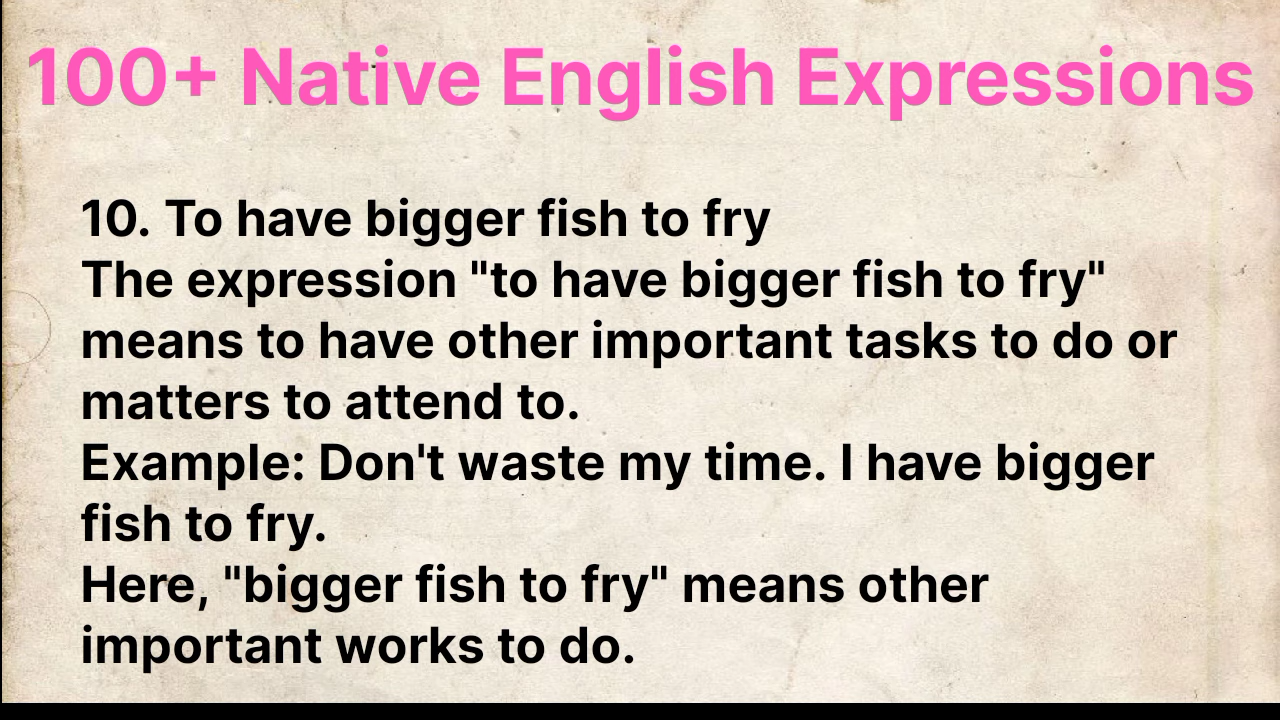 100+ Native English Expressions
10. To have bigger fish to fry
The expression "to have bigger fish to fry"
means to have other important tasks to do or
matters to attend to.
Example: Don't waste my time. I have bigger
fish to fry.
Here, "bigger fish to fry" means other
important works to do.